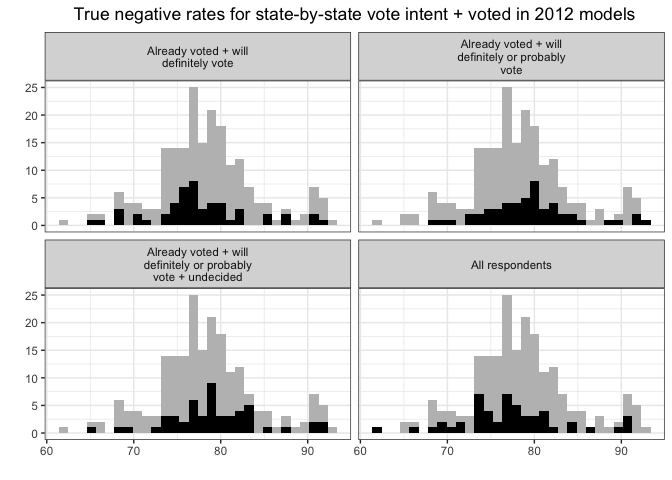 True negative rates for state-by-state vote intent + voted in 2012 models
Already voted + will
definitely vote
Already voted + will
definitely or probably
vote
25
20
15
10
5
0
Already voted + will
definitely or probably
vote + undecided
All respondents
25
20
15
10
5
0
60
70
80
90
60
70
80
90